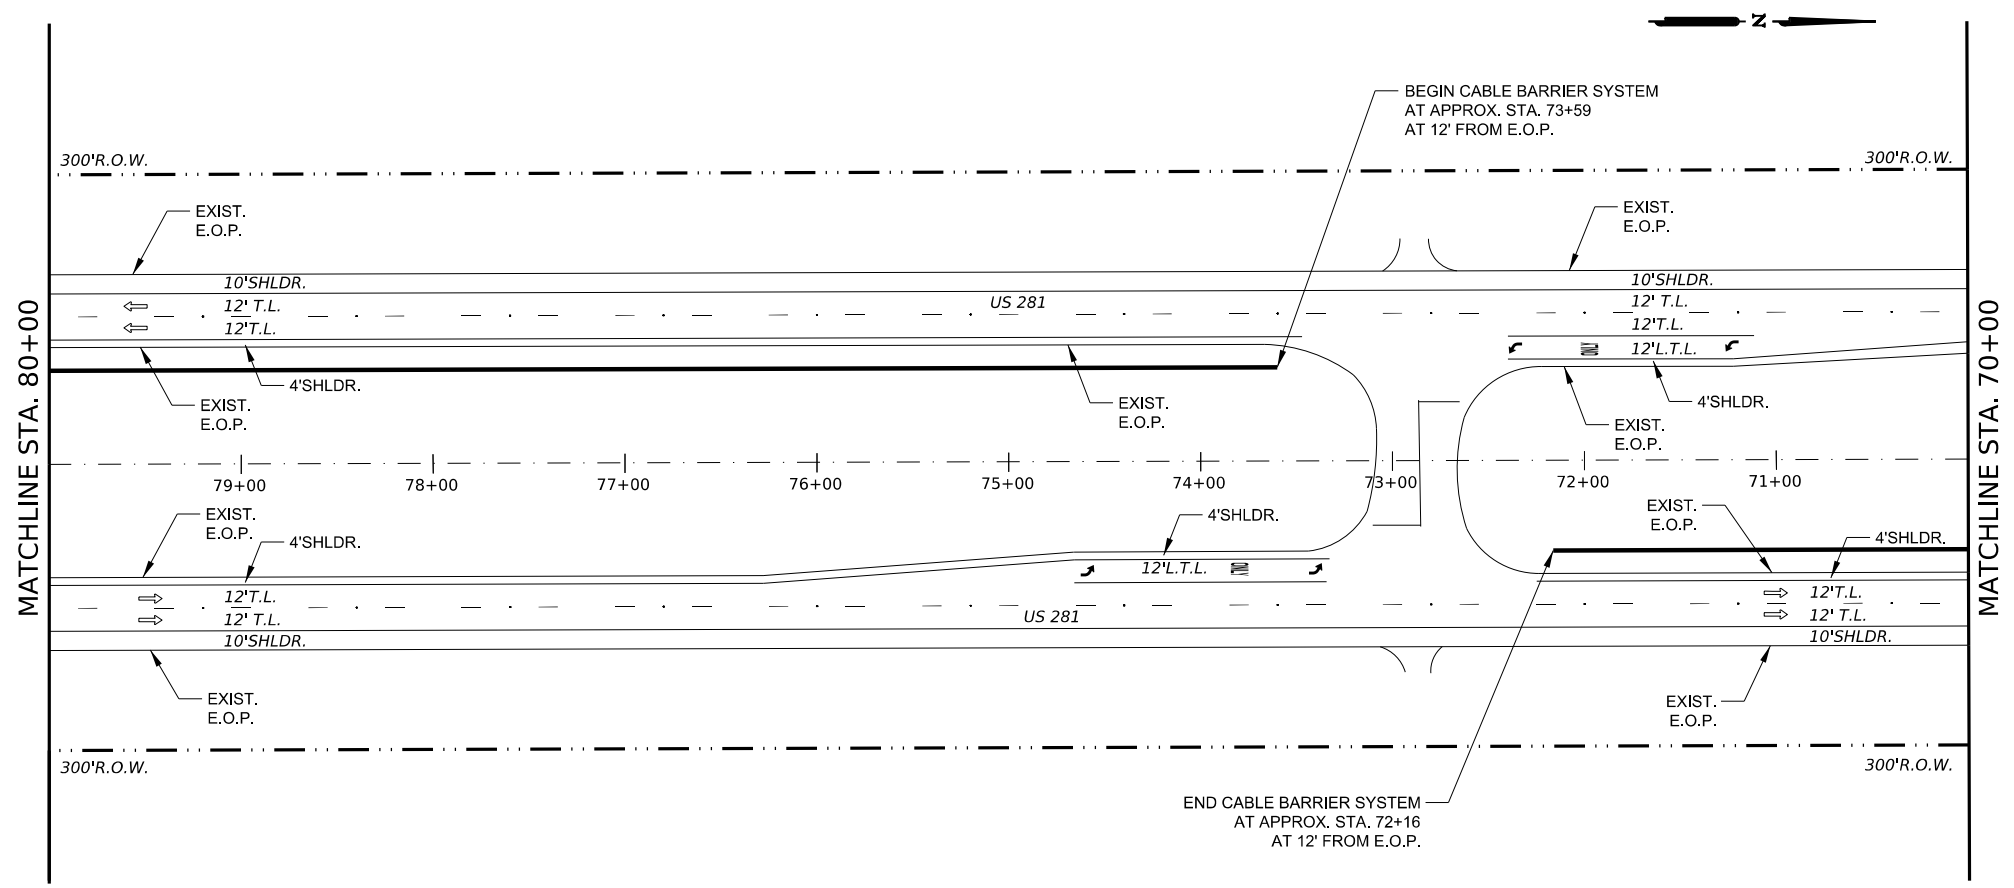 N
BEGIN CABLE BARRIER SYSTEM
AT APPROX. STA. 73+59
AT 12' FROM E.O.P.
300'R.O.W.
300'R.O.W.
EXIST.
E.O.P.
EXIST.
E.O.P.
10'SHLDR.
10'SHLDR.
12' T.L.
US 281
12' T.L.
12'T.L.
12'T.L.
ONLY
12'L.T.L.
4'SHLDR.
EXIST.
E.O.P.
EXIST.
E.O.P.
4'SHLDR.
EXIST.
E.O.P.
MATCHLINE STA. 80+00
MATCHLINE STA. 70+00
79+00
78+00
77+00
76+00
75+00
74+00
73+00
72+00
71+00
EXIST.
E.O.P.
4'SHLDR.
4'SHLDR.
EXIST.
E.O.P.
4'SHLDR.
12'L.T.L.
ONLY
12'T.L.
12'T.L.
12' T.L.
US 281
12' T.L.
10'SHLDR.
10'SHLDR.
EXIST.
E.O.P.
EXIST.
E.O.P.
300'R.O.W.
300'R.O.W.
END CABLE BARRIER SYSTEM
AT APPROX. STA. 72+16
AT 12' FROM E.O.P.